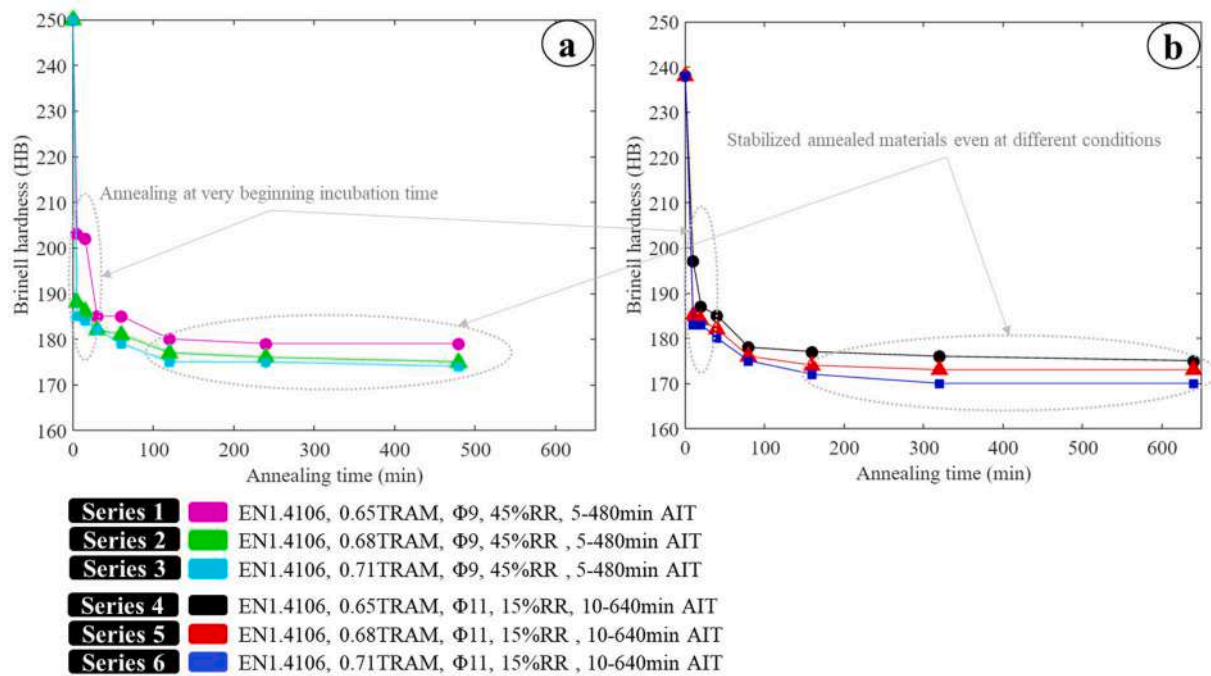 a
b
250
240
230
220
210
200
190
180
170
160
Brinell hardness (HB)
0 100 200 300 400 500 600
Annealing time (min)
Annealing at very beginning incubation time
250
240
230
220
210
200
190
180
170
160
Brinell hardness (HB)
0 100 200 300 400 500 600
Annealing time (min)
Stabilized annealed materials even at different conditions
Series 1 EN1.4106, 0.65TRAM, Φ9, 45%RR, 5-480min AIT
Series 2 EN1.4106, 0.68TRAM, Φ9, 45%RR , 5-480min AIT
Series 3 EN1.4106, 0.71TRAM, Φ9, 45%RR , 5-480min AIT
Series 4 EN1.4106, 0.65TRAM, Φ11, 15%RR, 10-640min AIT
Series 5 EN1.4106, 0.68TRAM, Φ11, 15%RR , 10-640min AIT
Series 6 EN1.4106, 0.71TRAM, Φ11, 15%RR , 10-640min AIT